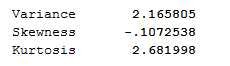 Variance 2.165805
Skewness -.1072538
Kurtosis 2.681998